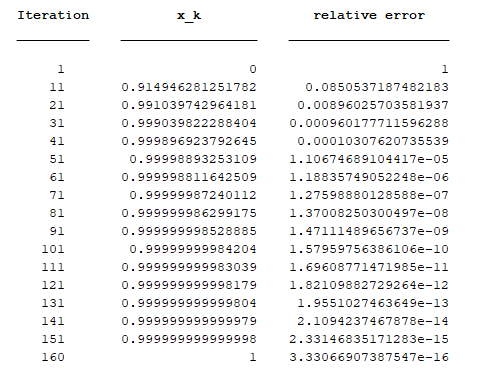 Iteration x_k relative error
1 0 1
11 0.914946281251782 0.0850537187482183
21 0.991039742964181 0.00896025703581937
31 0.999039822288404 0.000960177711596288
41 0.999896923792645 0.00010307620735539
51 0.99998893253109 1.10674689104417e-05
61 0.999998811642509 1.18835749052248e-06
71 0.99999987240112 1.27598880128588e-07
81 0.999999986299175 1.37008250300497e-08
91 0.999999998528885 1.47111489656737e-09
101 0.99999999984204 1.57959756386106e-10
111 0.999999999983039 1.69608771471985e-11
121 0.999999999998179 1.82109882729264e-12
131 0.999999999999804 1.9551027463649e-13
141 0.999999999999979 2.1094237467878e-14
151 0.999999999999998 2.33146835171283e-15
160 1 3.33066907387547e-16